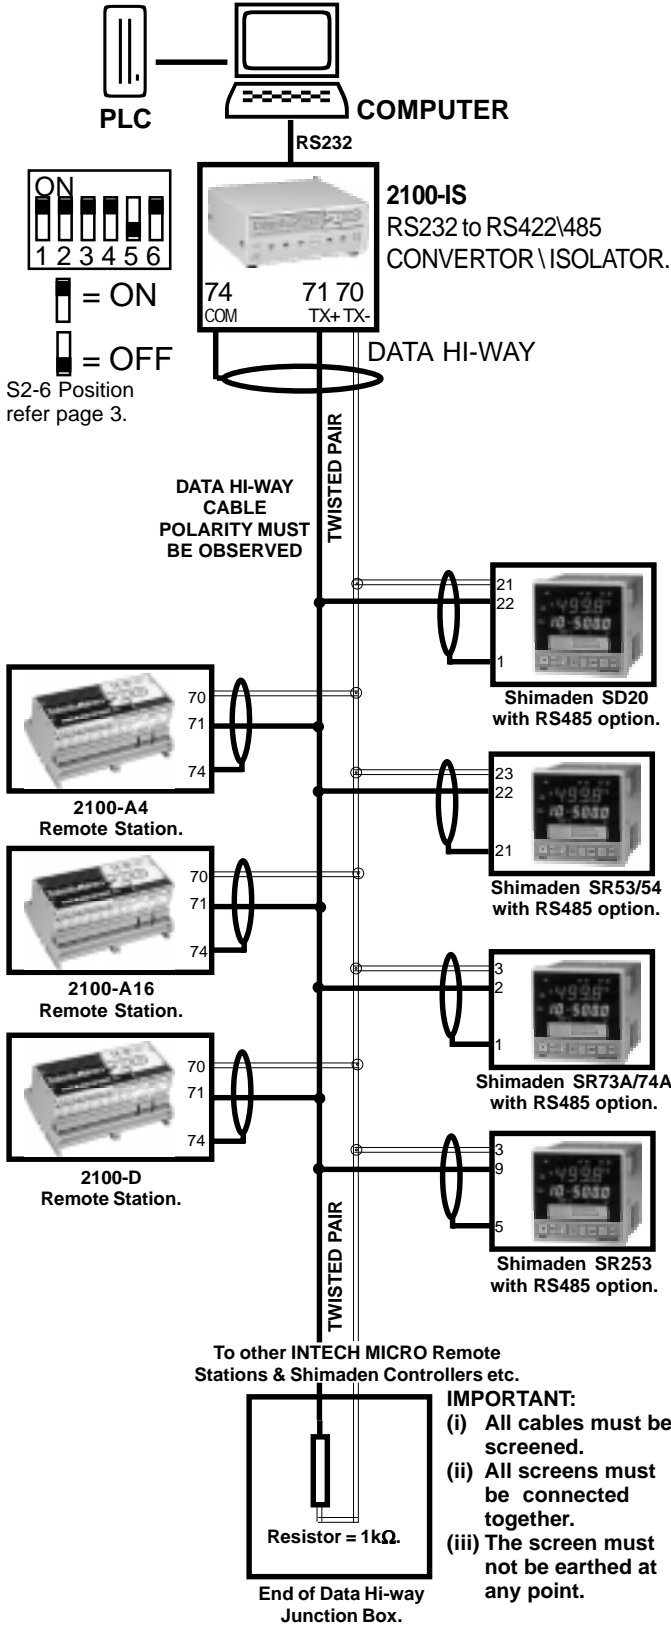 PLC
COMPUTER
RS232
ON
1 2 3 4 5 6
= ON
= OFF
S2-6 Position
refer page 3.
2100-IS
RS232 to RS422\485
CONVERTOR \ ISOLATOR.
74 71 70
COM TX+ TX-
DATA HI-WAY
TWISTED PAIR
DATA HI-WAY
CABLE
POLARITY MUST
BE OBSERVED
21
22
1
Shimaden SD20
with RS485 option.
70
71
74
2100-A4
Remote Station.
23
22
21
Shimaden SR53/54
with RS485 option.
70
71
74
2100-A16
Remote Station.
3
2
1
Shimaden SR73A/74A
with RS485 option.
70
71
74
2100-D
Remote Station.
3
9
5
Shimaden SR253
with RS485 option.
TWISTED PAIR
To other INTECH MICRO Remote
Stations & Shimaden Controllers etc.
Resistor = 1kΩ.
End of Data Hi-way
Junction Box.
IMPORTANT:
(i) All cables must be
screened.
(ii) All screens must
be connected
together.
(iii) The screen must
not be earthed at
any point.